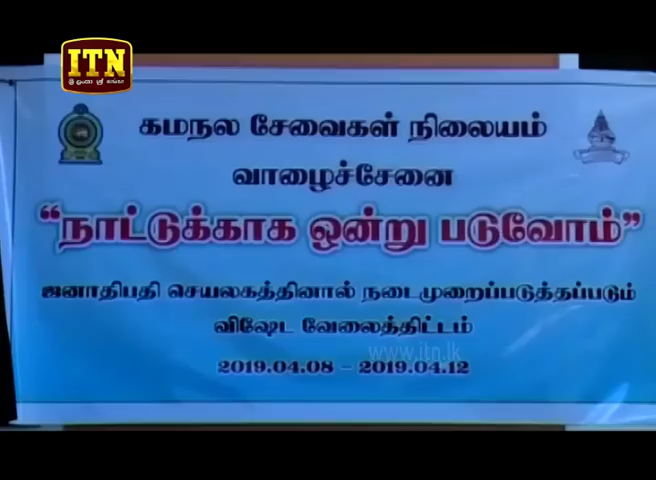 ITN
ශ්‍රී ලංකා ஸ்ரீ லங்கா
கமநல சேவைகள் நிலையம்
வாழைச்சேனை
“நாட்டுக்காக ஒன்று படுவோம்”
ஜனாதிபதி செயலகத்தினால் நடைமுறைப்படுத்தப்படும்
விஷேட வேலைத்திட்டம்
www.itn.lk
2019.04.08 - 2019.04.12